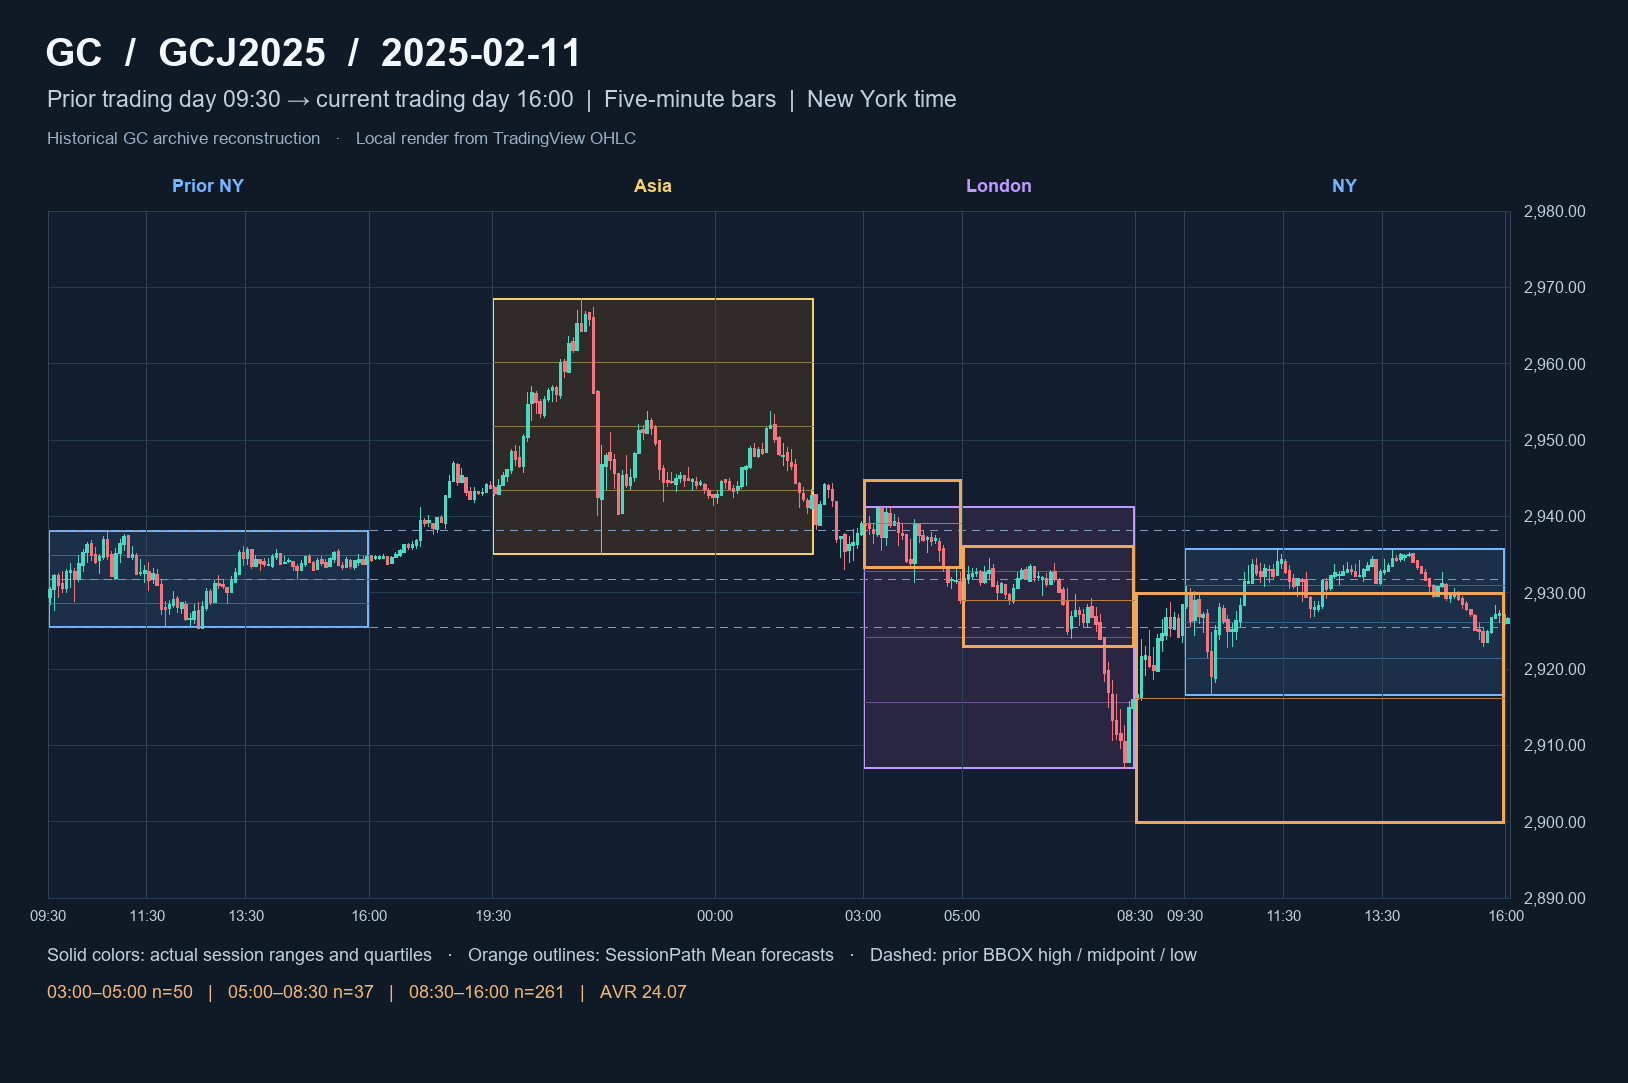 GC / GCJ2025 / 2025-02-11
Prior trading day 09:30 → current trading day 16:00 | Five-minute bars | New York time
Historical GC archive reconstruction · Local render from TradingView OHLC
Prior NY Asia London NY
2,980.00
2,970.00
2,960.00
2,950.00
2,940.00
2,930.00
2,920.00
2,910.00
2,900.00
2,890.00
09:30 11:30 13:30 16:00 19:30 00:00 03:00 05:00 08:30 09:30 11:30 13:30 16:00
Solid colors: actual session ranges and quartiles · Orange outlines: SessionPath Mean forecasts · Dashed: prior BBOX high / midpoint / low
03:00–05:00 n=50 | 05:00–08:30 n=37 | 08:30–16:00 n=261 | AVR 24.07